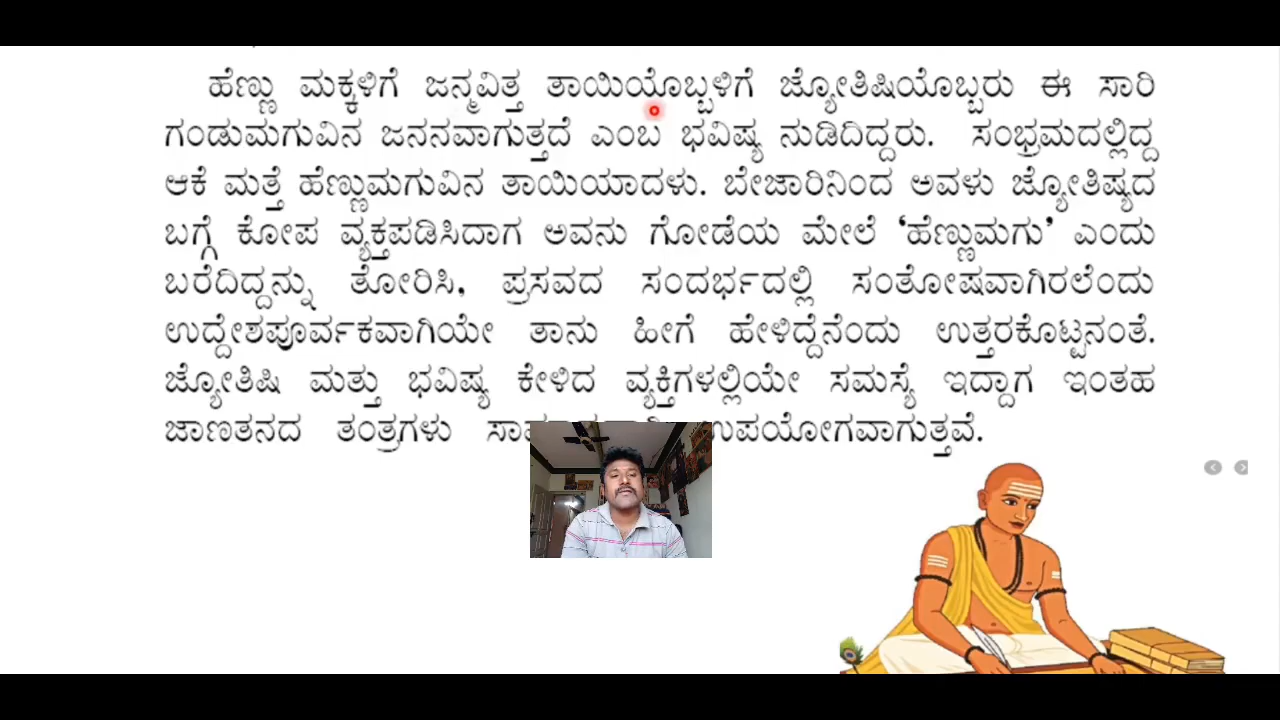 ಹೆಣ್ಣು ಮಕ್ಕಳಿಗೆ ಜನ್ಮವಿತ್ತ ತಾಯಿಯೊಬ್ಬಳಿಗೆ ಜ್ಯೋತಿಷಿಯೊಬ್ಬರು ಈ ಸಾರಿ
ಗಂಡುಮಗುವಿನ ಜನನವಾಗುತ್ತದೆ ಎಂಬ ಭವಿಷ್ಯ ನುಡಿದಿದ್ದರು. ಸಂಭ್ರಮದಲ್ಲಿದ್ದ
ಆಕೆ ಮತ್ತೆ ಹೆಣ್ಣುಮಗುವಿನ ತಾಯಿಯಾದಳು. ಬೇಜಾರಿನಿಂದ ಅವಳು ಜ್ಯೋತಿಷ್ಯದ
ಬಗ್ಗೆ ಕೋಪ ವ್ಯಕ್ತಪಡಿಸಿದಾಗ ಅವನು ಗೋಡೆಯ ಮೇಲೆ ‘ಹೆಣ್ಣುಮಗು’ ಎಂದು
ಬರೆದಿದ್ದನ್ನು ತೋರಿಸಿ, ಪ್ರಸವದ ಸಂದರ್ಭದಲ್ಲಿ ಸಂತೋಷವಾಗಿರಲೆಂದು
ಉದ್ದೇಶಪೂರ್ವಕವಾಗಿಯೇ ತಾನು ಹೀಗೆ ಹೇಳಿದ್ದೆನೆಂದು ಉತ್ತರಕೊಟ್ಟನಂತೆ.
ಜ್ಯೋತಿಷಿ ಮತ್ತು ಭವಿಷ್ಯ ಕೇಳಿದ ವ್ಯಕ್ತಿಗಳಲ್ಲಿಯೇ ಸಮಸ್ಯೆ ಇದ್ದಾಗ ಇಂತಹ
ಜಾಣತನದ ತಂತ್ರಗಳು ಉಪಯೋಗವಾಗುತ್ತವೆ.